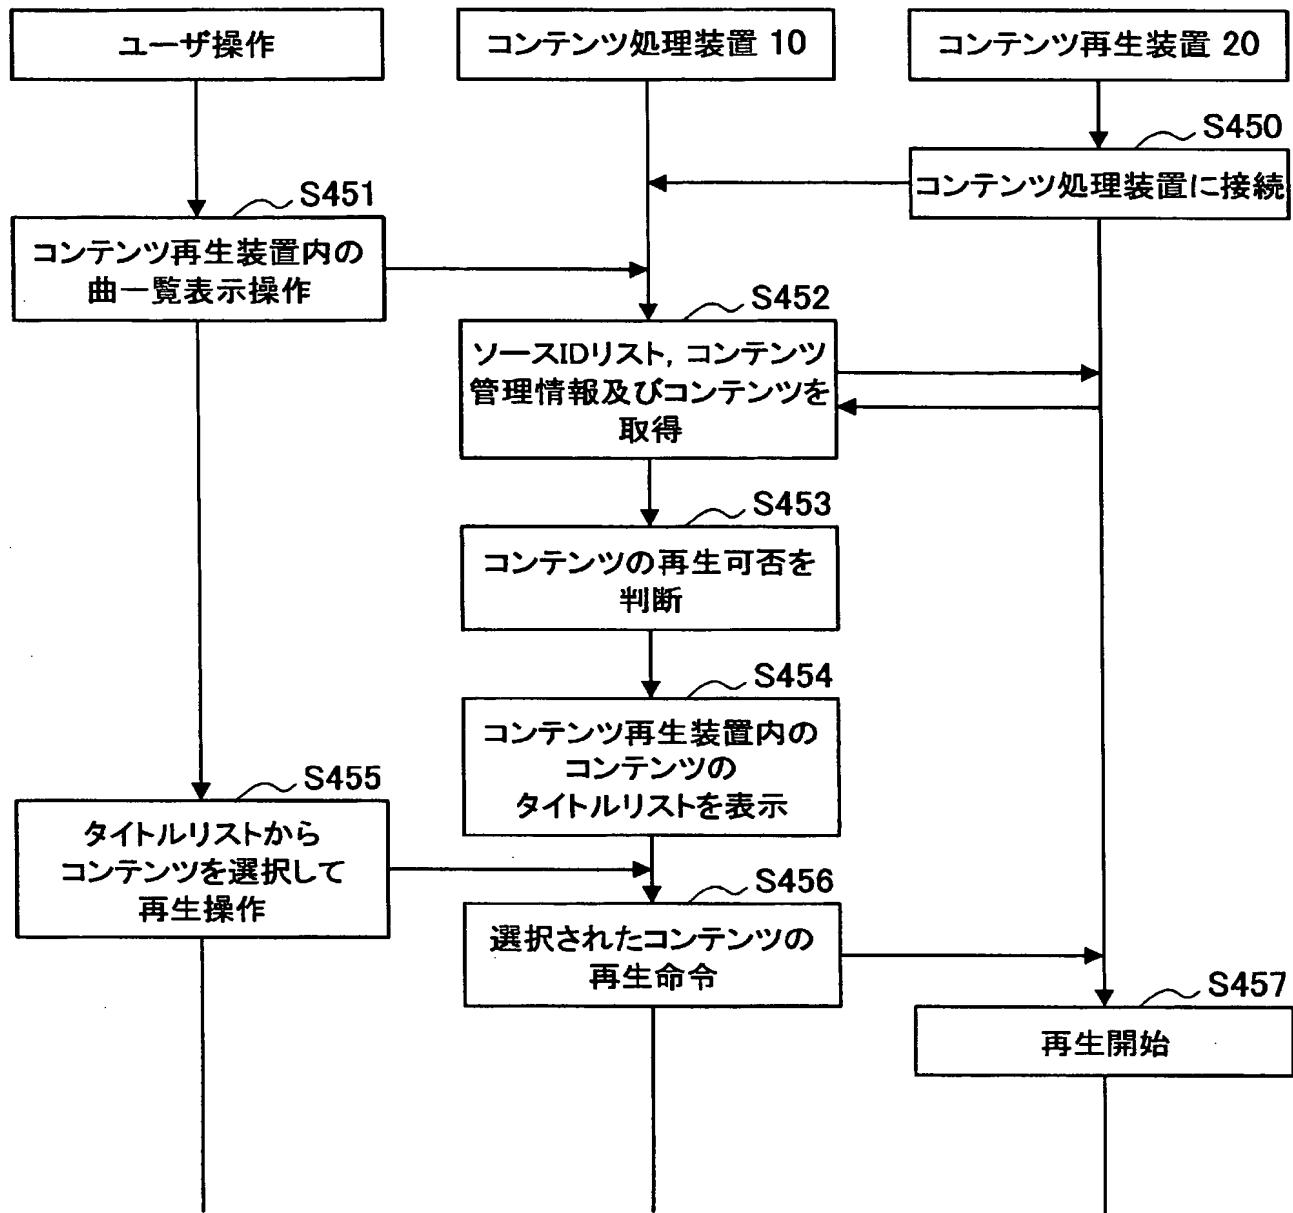 ユーザ操作
コンテンツ処理装置 10
コンテンツ再生装置 20
S450
コンテンツ処理装置に接続
S451
コンテンツ再生装置内の
曲一覧表示操作
S452
ソースIDリスト, コンテンツ
管理情報及びコンテンツを
取得
S453
コンテンツの再生可否を
判断
S454
コンテンツ再生装置内の
コンテンツの
タイトルリストを表示
S455
タイトルリストから
コンテンツを選択して
再生操作
S456
選択されたコンテンツの
再生命令
S457
再生開始